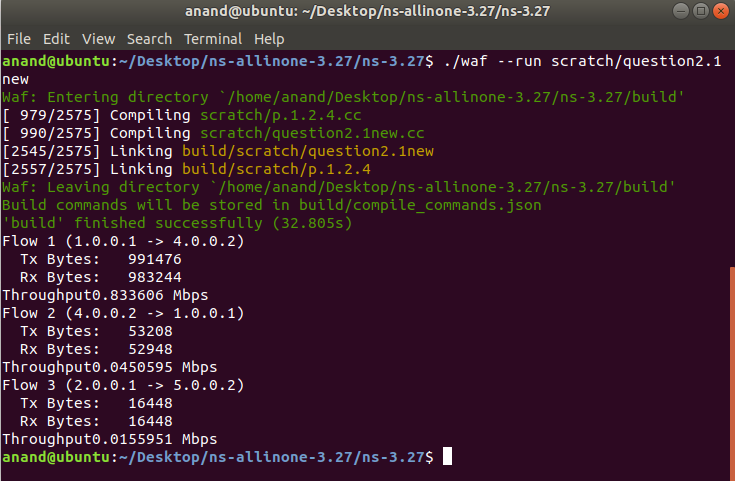 anand@ubuntu: ~/Desktop/ns-allinone-3.27/ns-3.27
File Edit View Search Terminal Help
anand@ubuntu:~/Desktop/ns-allinone-3.27/ns-3.27$ ./waf --run scratch/question2.1
new
Waf: Entering directory `/home/anand/Desktop/ns-allinone-3.27/ns-3.27/build'
[ 979/2575] Compiling scratch/p.1.2.4.cc
[ 990/2575] Compiling scratch/question2.1new.cc
[2545/2575] Linking build/scratch/question2.1new
[2557/2575] Linking build/scratch/p.1.2.4
Waf: Leaving directory `/home/anand/Desktop/ns-allinone-3.27/ns-3.27/build'
Build commands will be stored in build/compile_commands.json
'build' finished successfully (32.805s)
Flow 1 (1.0.0.1 -> 4.0.0.2)
  Tx Bytes:   991476
  Rx Bytes:   983244
Throughput0.833606 Mbps
Flow 2 (4.0.0.2 -> 1.0.0.1)
  Tx Bytes:   53208
  Rx Bytes:   52948
Throughput0.0450595 Mbps
Flow 3 (2.0.0.1 -> 5.0.0.2)
  Tx Bytes:   16448
  Rx Bytes:   16448
Throughput0.0155951 Mbps
anand@ubuntu:~/Desktop/ns-allinone-3.27/ns-3.27$